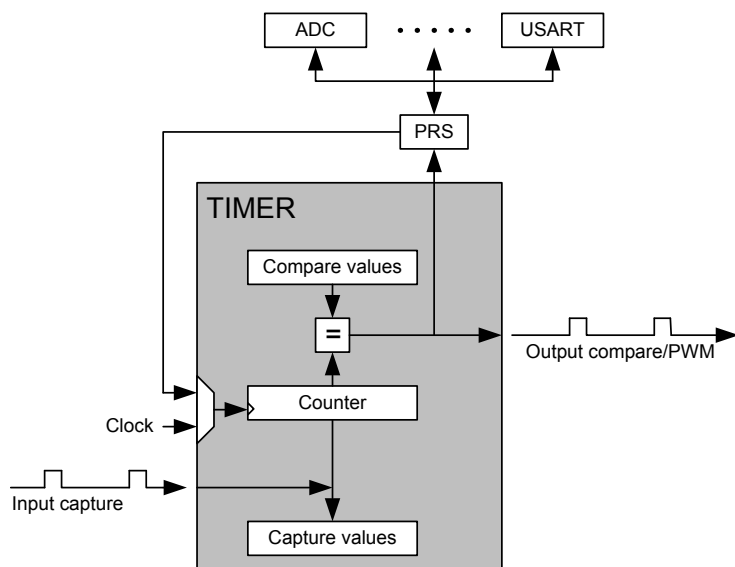 ADC
. . . . .
USART
PRS
TIMER
Compare values
=
Output compare/PWM
Counter
Clock
Input capture
Capture values